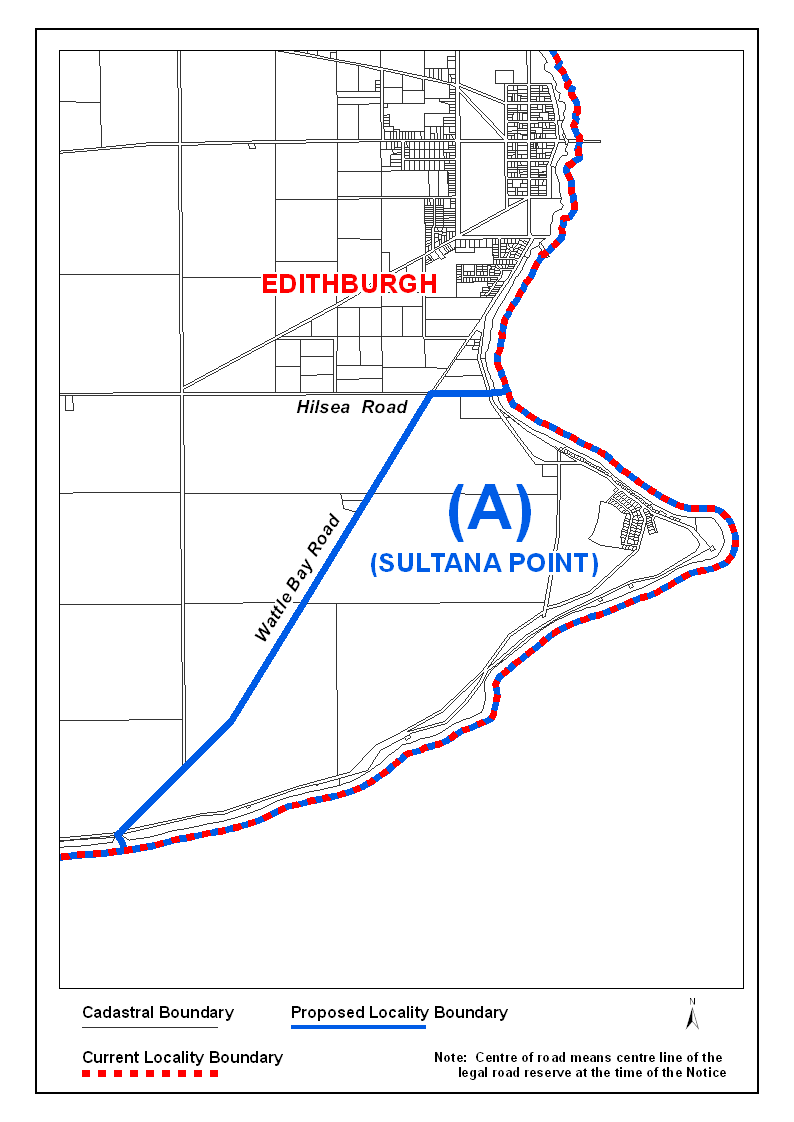 EDITHBURGH
Hilsea Road
(A)
(SULTANA POINT)
Wattle Bay Road
Cadastral Boundary
Proposed Locality Boundary
N
Current Locality Boundary
Note: Centre of road means centre line of the
legal road reserve at the time of the Notice